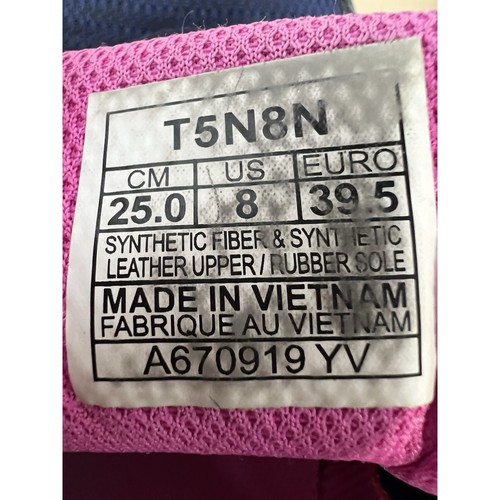 T5N8N
CM US EURO
25.0 8 39.5
SYNTHETIC FIBER & SYNTHETIC
LEATHER UPPER / RUBBER SOLE
MADE IN VIETNAM
FABRIQUE AU VIETNAM
A670919 YV